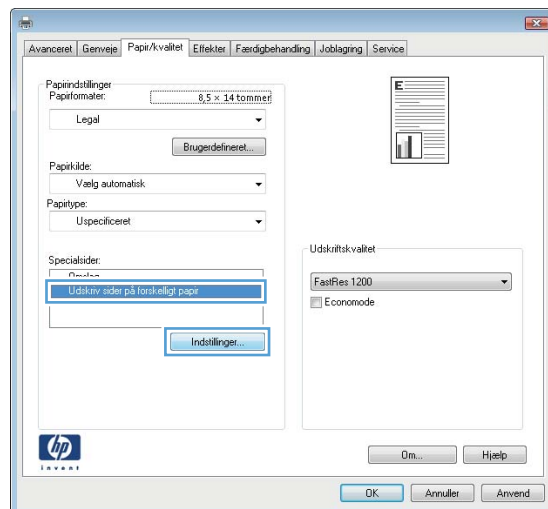 Avanceret Genveje Papir/kvalitet Effekter Færdigbehandling Joblagring Service
Papirindstillinger
Papirformater: 8,5 × 14 tommer
Legal
Brugerdefineret...
Papirkilde:
Vælg automatisk
Papirtype:
Uspecificeret
Specialsider:
Omslag
Udskriv sider på forskelligt papir
Indstillinger...
E
Udskriftskvalitet
FastRes 1200
Economode
hp
invent
Om... Hjælp
OK Annuller Anvend